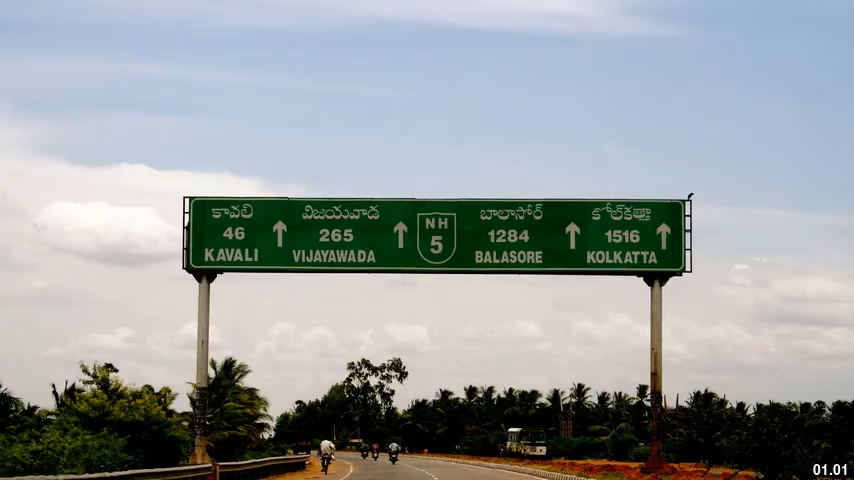 కావలి
46
KAVALI
విజయవాడ
265
VIJAYAWADA
NH
5
బాలాసోర్
1284
BALASORE
కోల్‌కత్తా
1516
KOLKATTA
01.01